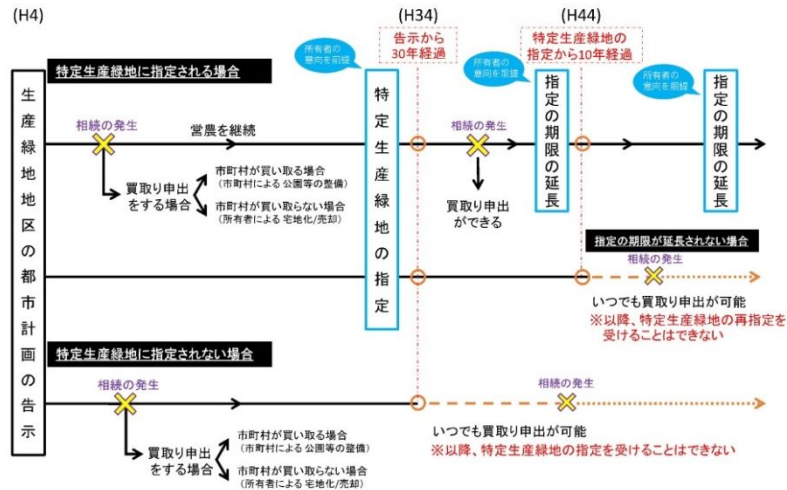 (H4)
(H34)
(H44)
告示から
30年経過
特定生産緑地の
指定から10年経過
所有者の
意向を前提
所有者の
意向を前提
所有者の
意向を前提
生産緑地地区の都市計画の告示
特定生産緑地に指定される場合
特定生産緑地の指定
指定の期限の延長
指定の期限の延長
相続の発生
営農を継続
相続の発生
買取り申出
をする場合
市町村が買い取る場合
(市町村による公園等の整備)
市町村が買い取らない場合
(所有者による宅地化/売却)
買取り申出
ができる
指定の期限が延長されない場合
相続の発生
いつでも買取り申出が可能
※以降、特定生産緑地の再指定を
受けることはできない
特定生産緑地に指定されない場合
相続の発生
相続の発生
買取り申出
をする場合
市町村が買い取る場合
(市町村による公園等の整備)
市町村が買い取らない場合
(所有者による宅地化/売却)
いつでも買取り申出が可能
※以降、特定生産緑地の指定を受けることはできない